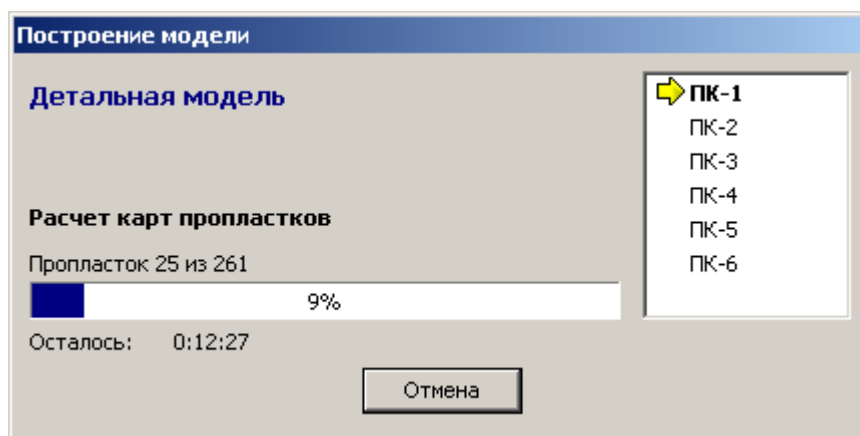 Построение модели
Детальная модель
Расчет карт пропластков
Пропласток 25 из 261
9%
Осталось: 0:12:27
Отмена
ПК-1
ПК-2
ПК-3
ПК-4
ПК-5
ПК-6